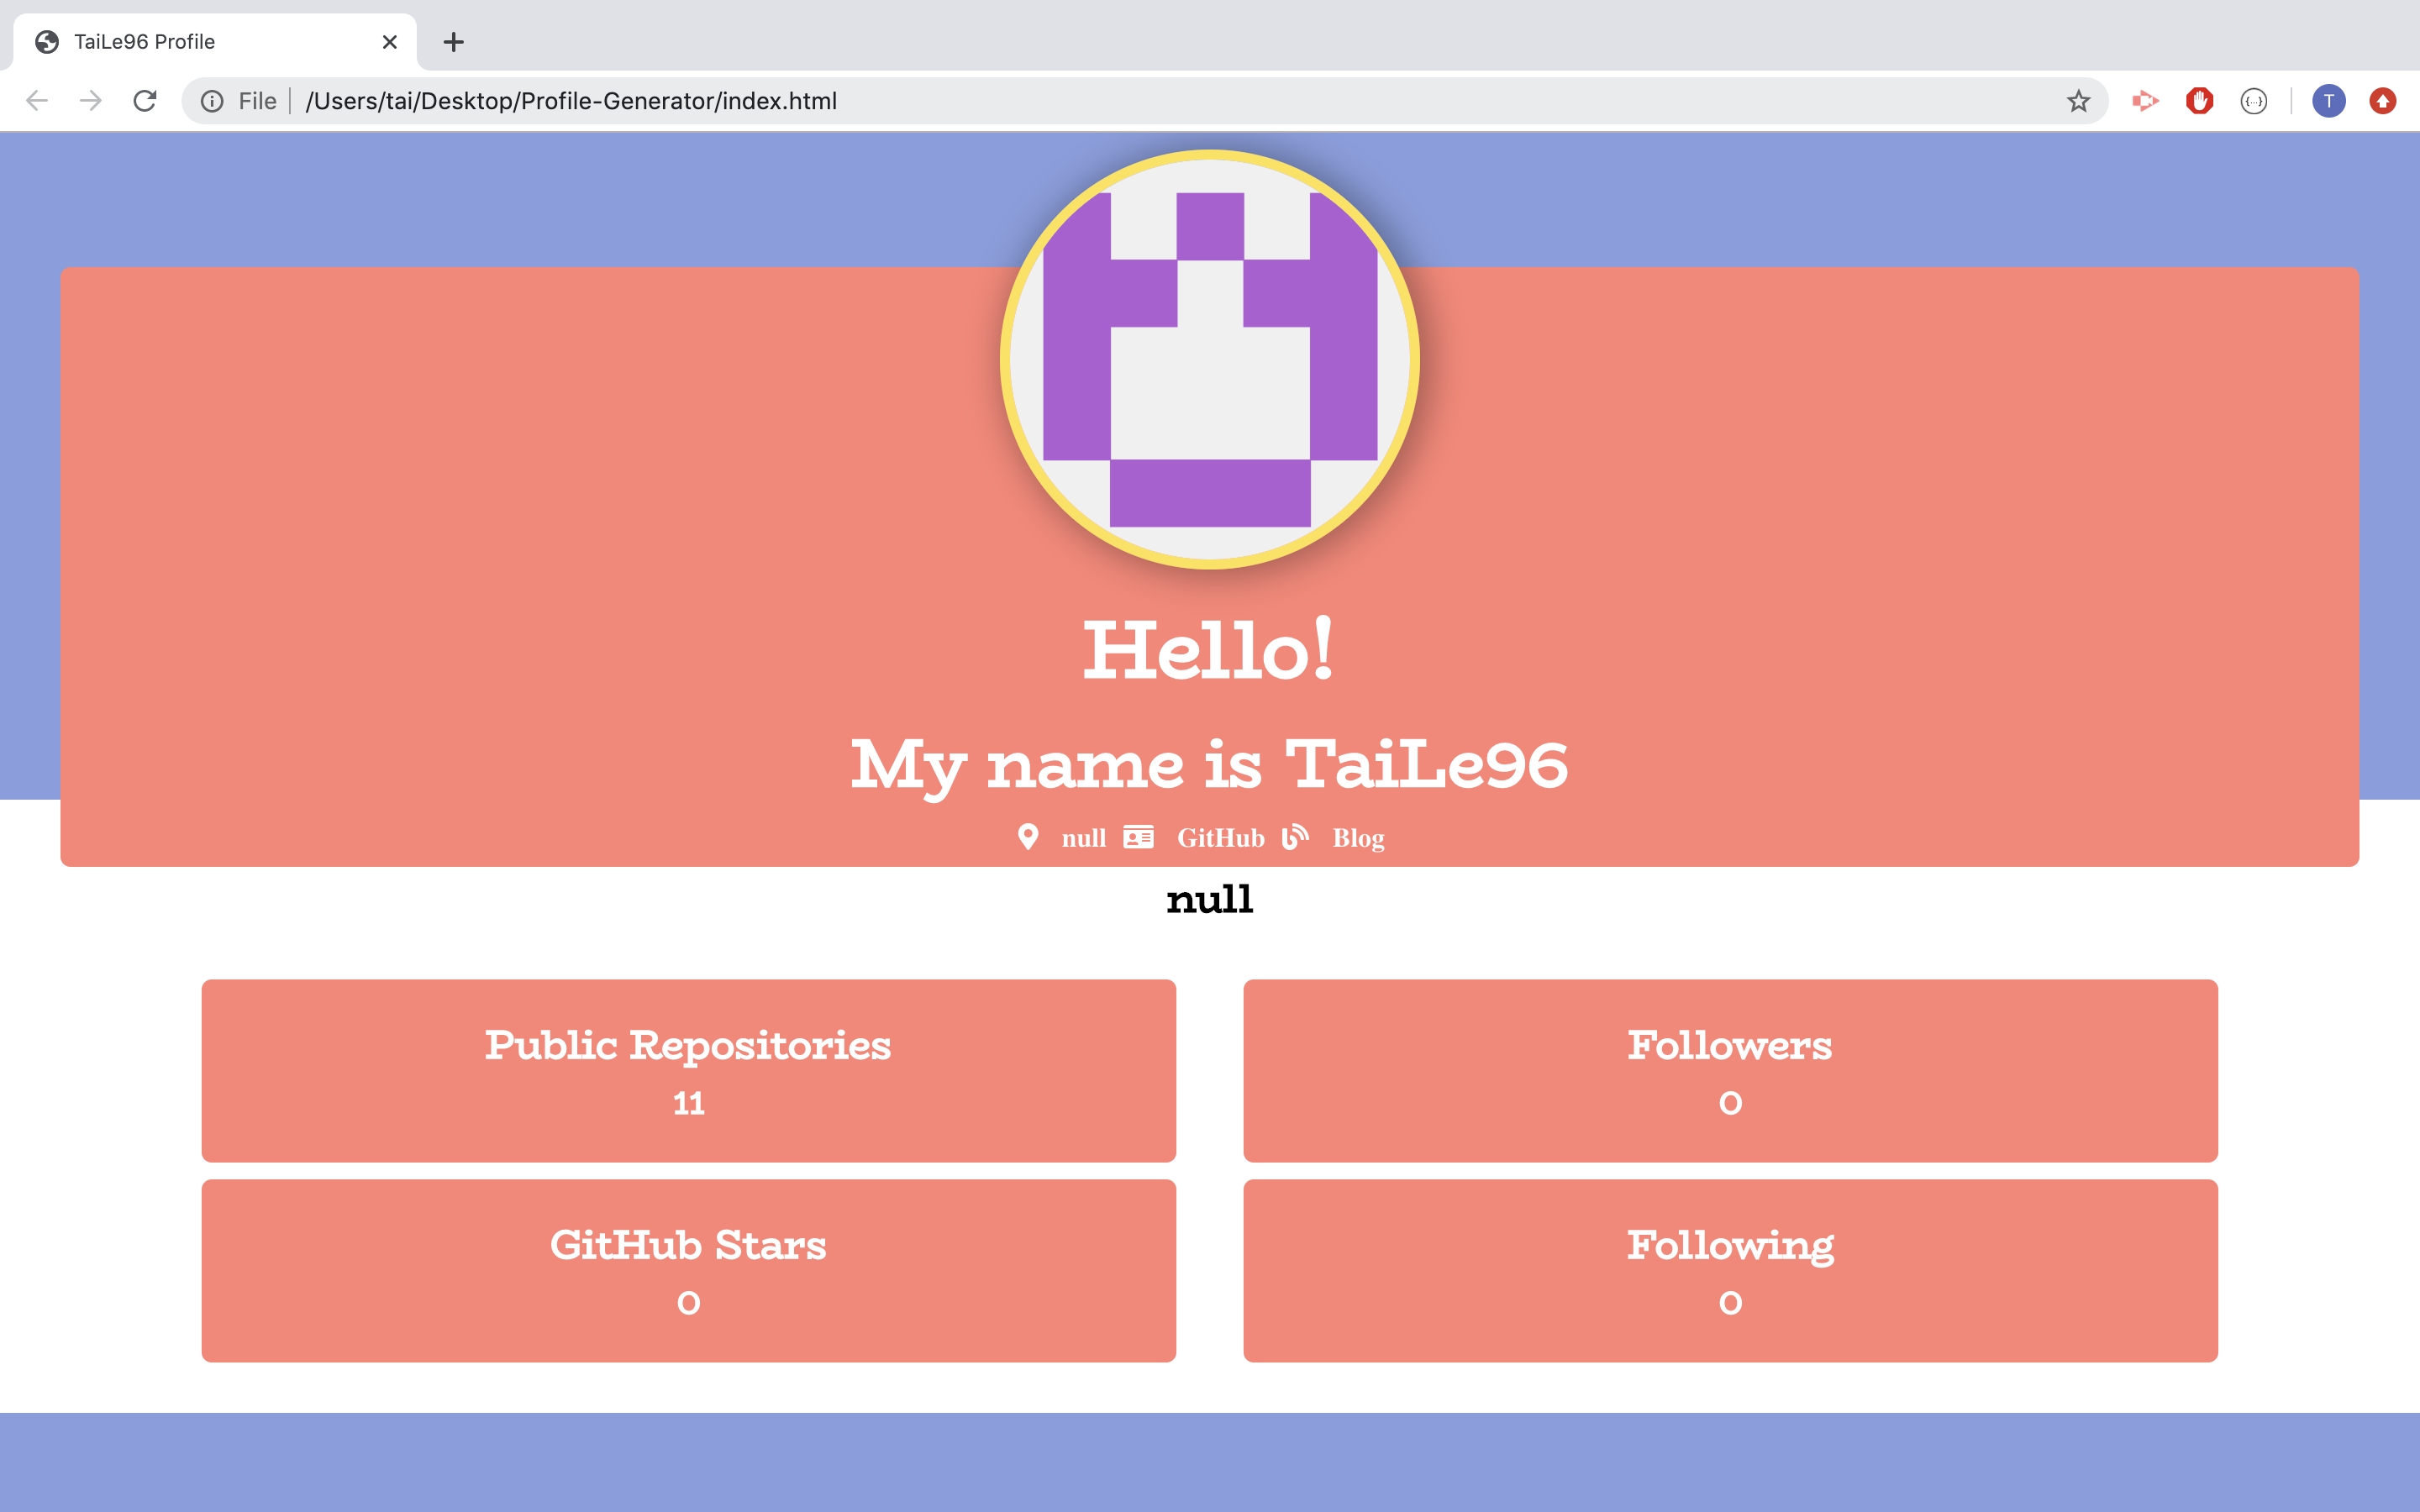 TaiLe96 Profile
File /Users/tai/Desktop/Profile-Generator/index.html
T
Hello!
My name is TaiLe96
null GitHub Blog
null
Public Repositories
11
Followers
0
GitHub Stars
0
Following
0